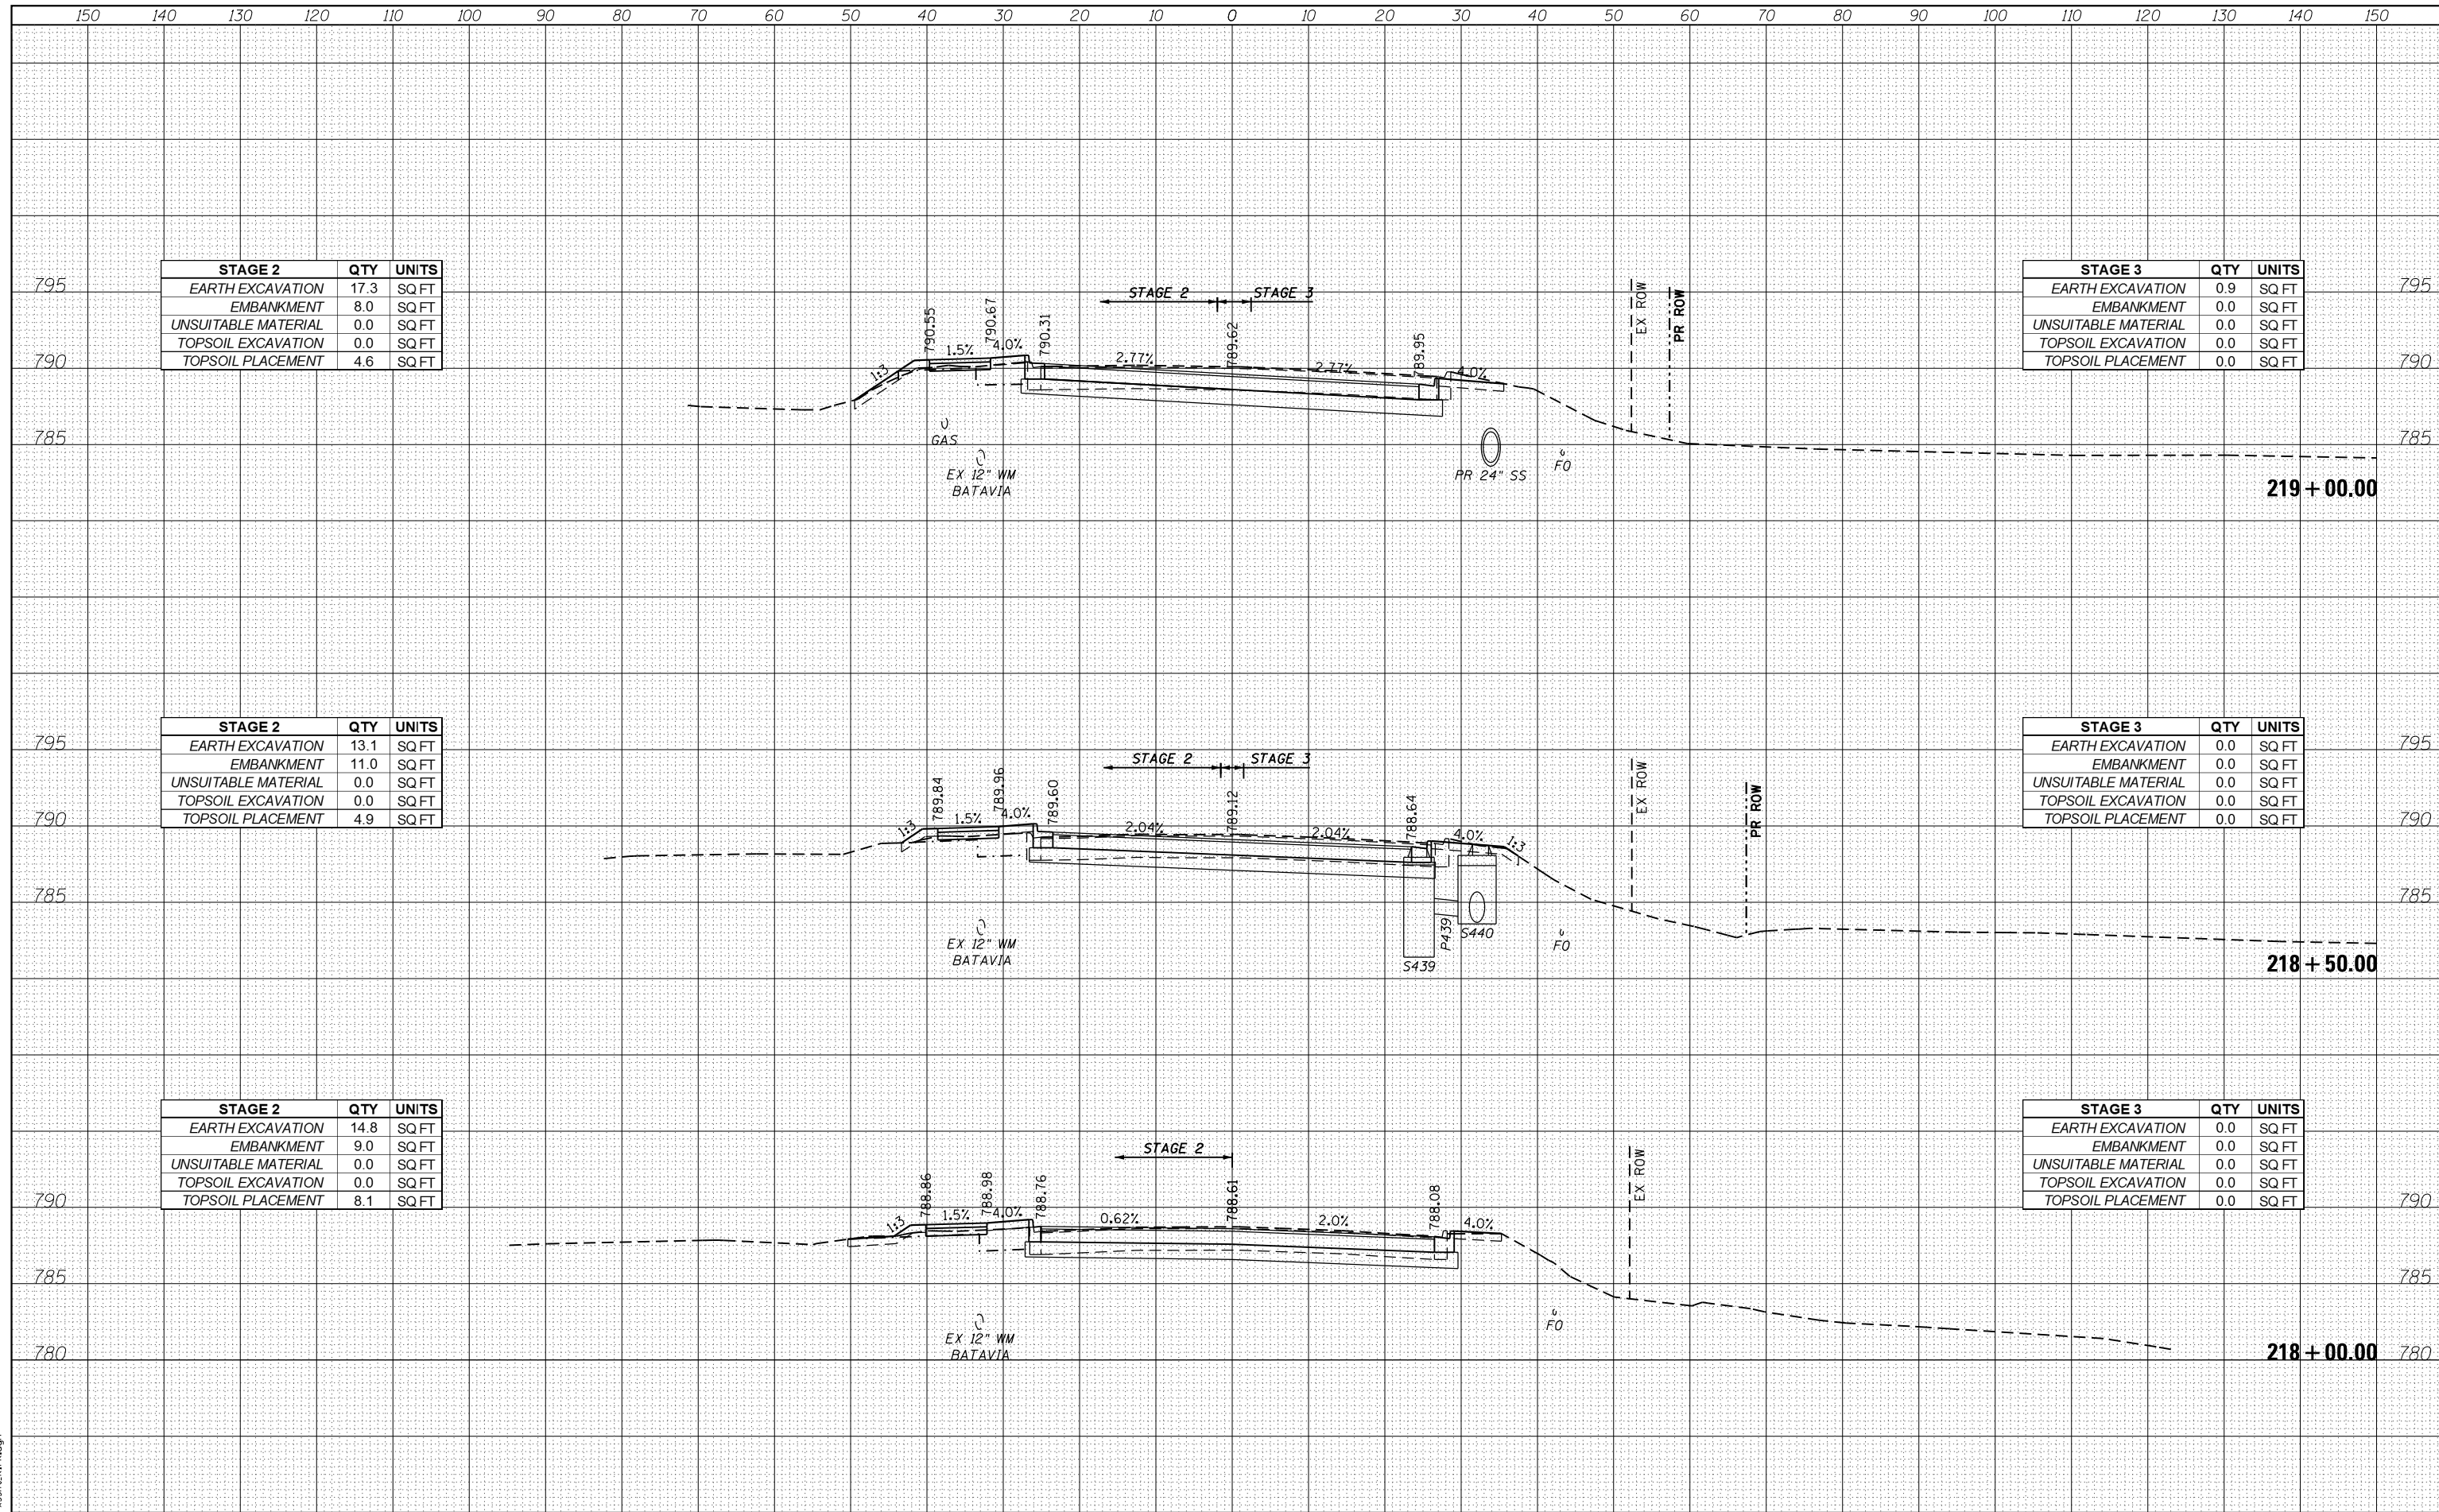 150 140 130 120 110 100 90 80 70 60 50 40 30 20 10 0 10 20 30 40 50 60 70 80 90 100 110 120 130 140 150
STAGE 2 QTY UNITS
EARTH EXCAVATION 17.3 SQ FT
EMBANKMENT 8.0 SQ FT
UNSUITABLE MATERIAL 0.0 SQ FT
TOPSOIL EXCAVATION 0.0 SQ FT
TOPSOIL PLACEMENT 4.6 SQ FT
STAGE 3 QTY UNITS
EARTH EXCAVATION 0.9 SQ FT
EMBANKMENT 0.0 SQ FT
UNSUITABLE MATERIAL 0.0 SQ FT
TOPSOIL EXCAVATION 0.0 SQ FT
TOPSOIL PLACEMENT 0.0 SQ FT
795 795
STAGE 2 STAGE 3
EX ROW PR ROW
790.55 790.67 790.31 789.62 789.95
790 790
1:3 1.5% 4.0% 2.77% 2.77% 4.0%
785 785
GAS
EX 12" WM
BATAVIA
PR 24" SS
FO
219 + 00.00
STAGE 2 QTY UNITS
EARTH EXCAVATION 13.1 SQ FT
EMBANKMENT 11.0 SQ FT
UNSUITABLE MATERIAL 0.0 SQ FT
TOPSOIL EXCAVATION 0.0 SQ FT
TOPSOIL PLACEMENT 4.9 SQ FT
STAGE 3 QTY UNITS
EARTH EXCAVATION 0.0 SQ FT
EMBANKMENT 0.0 SQ FT
UNSUITABLE MATERIAL 0.0 SQ FT
TOPSOIL EXCAVATION 0.0 SQ FT
TOPSOIL PLACEMENT 0.0 SQ FT
795 795
STAGE 2 STAGE 3
EX ROW PR ROW
789.84 789.96 789.60 789.12 788.64
790 790
1:3 1.5% 4.0% 2.04% 2.04% 4.0% 1:3
785 785
EX 12" WM
BATAVIA
S439
P439
S440
FO
218 + 50.00
STAGE 2 QTY UNITS
EARTH EXCAVATION 14.8 SQ FT
EMBANKMENT 9.0 SQ FT
UNSUITABLE MATERIAL 0.0 SQ FT
TOPSOIL EXCAVATION 0.0 SQ FT
TOPSOIL PLACEMENT 8.1 SQ FT
STAGE 3 QTY UNITS
EARTH EXCAVATION 0.0 SQ FT
EMBANKMENT 0.0 SQ FT
UNSUITABLE MATERIAL 0.0 SQ FT
TOPSOIL EXCAVATION 0.0 SQ FT
TOPSOIL PLACEMENT 0.0 SQ FT
STAGE 2
EX ROW
788.86 788.98 788.76 788.61 788.08
790 790
1:3 1.5% 4.0% 0.62% 2.0% 4.0%
785 785
EX 12" WM
BATAVIA
FO
780 780
218 + 00.00